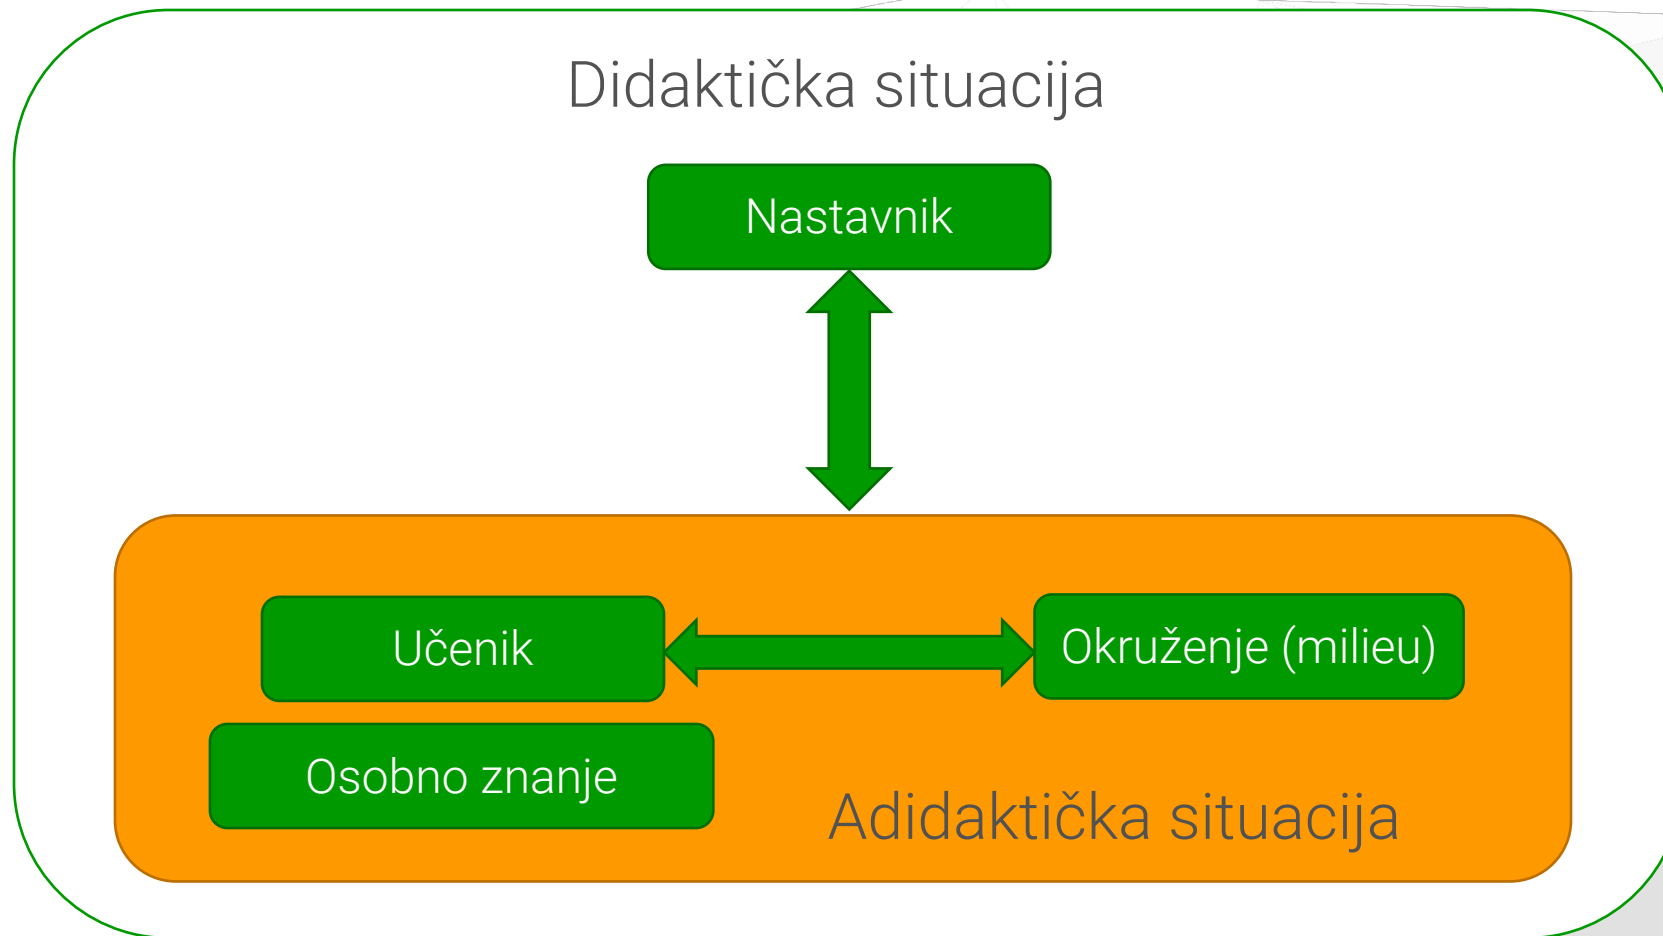 Didaktička situacija
Nastavnik
Učenik
Okruženje (milieu)
Osobno znanje
Adidaktička situacija